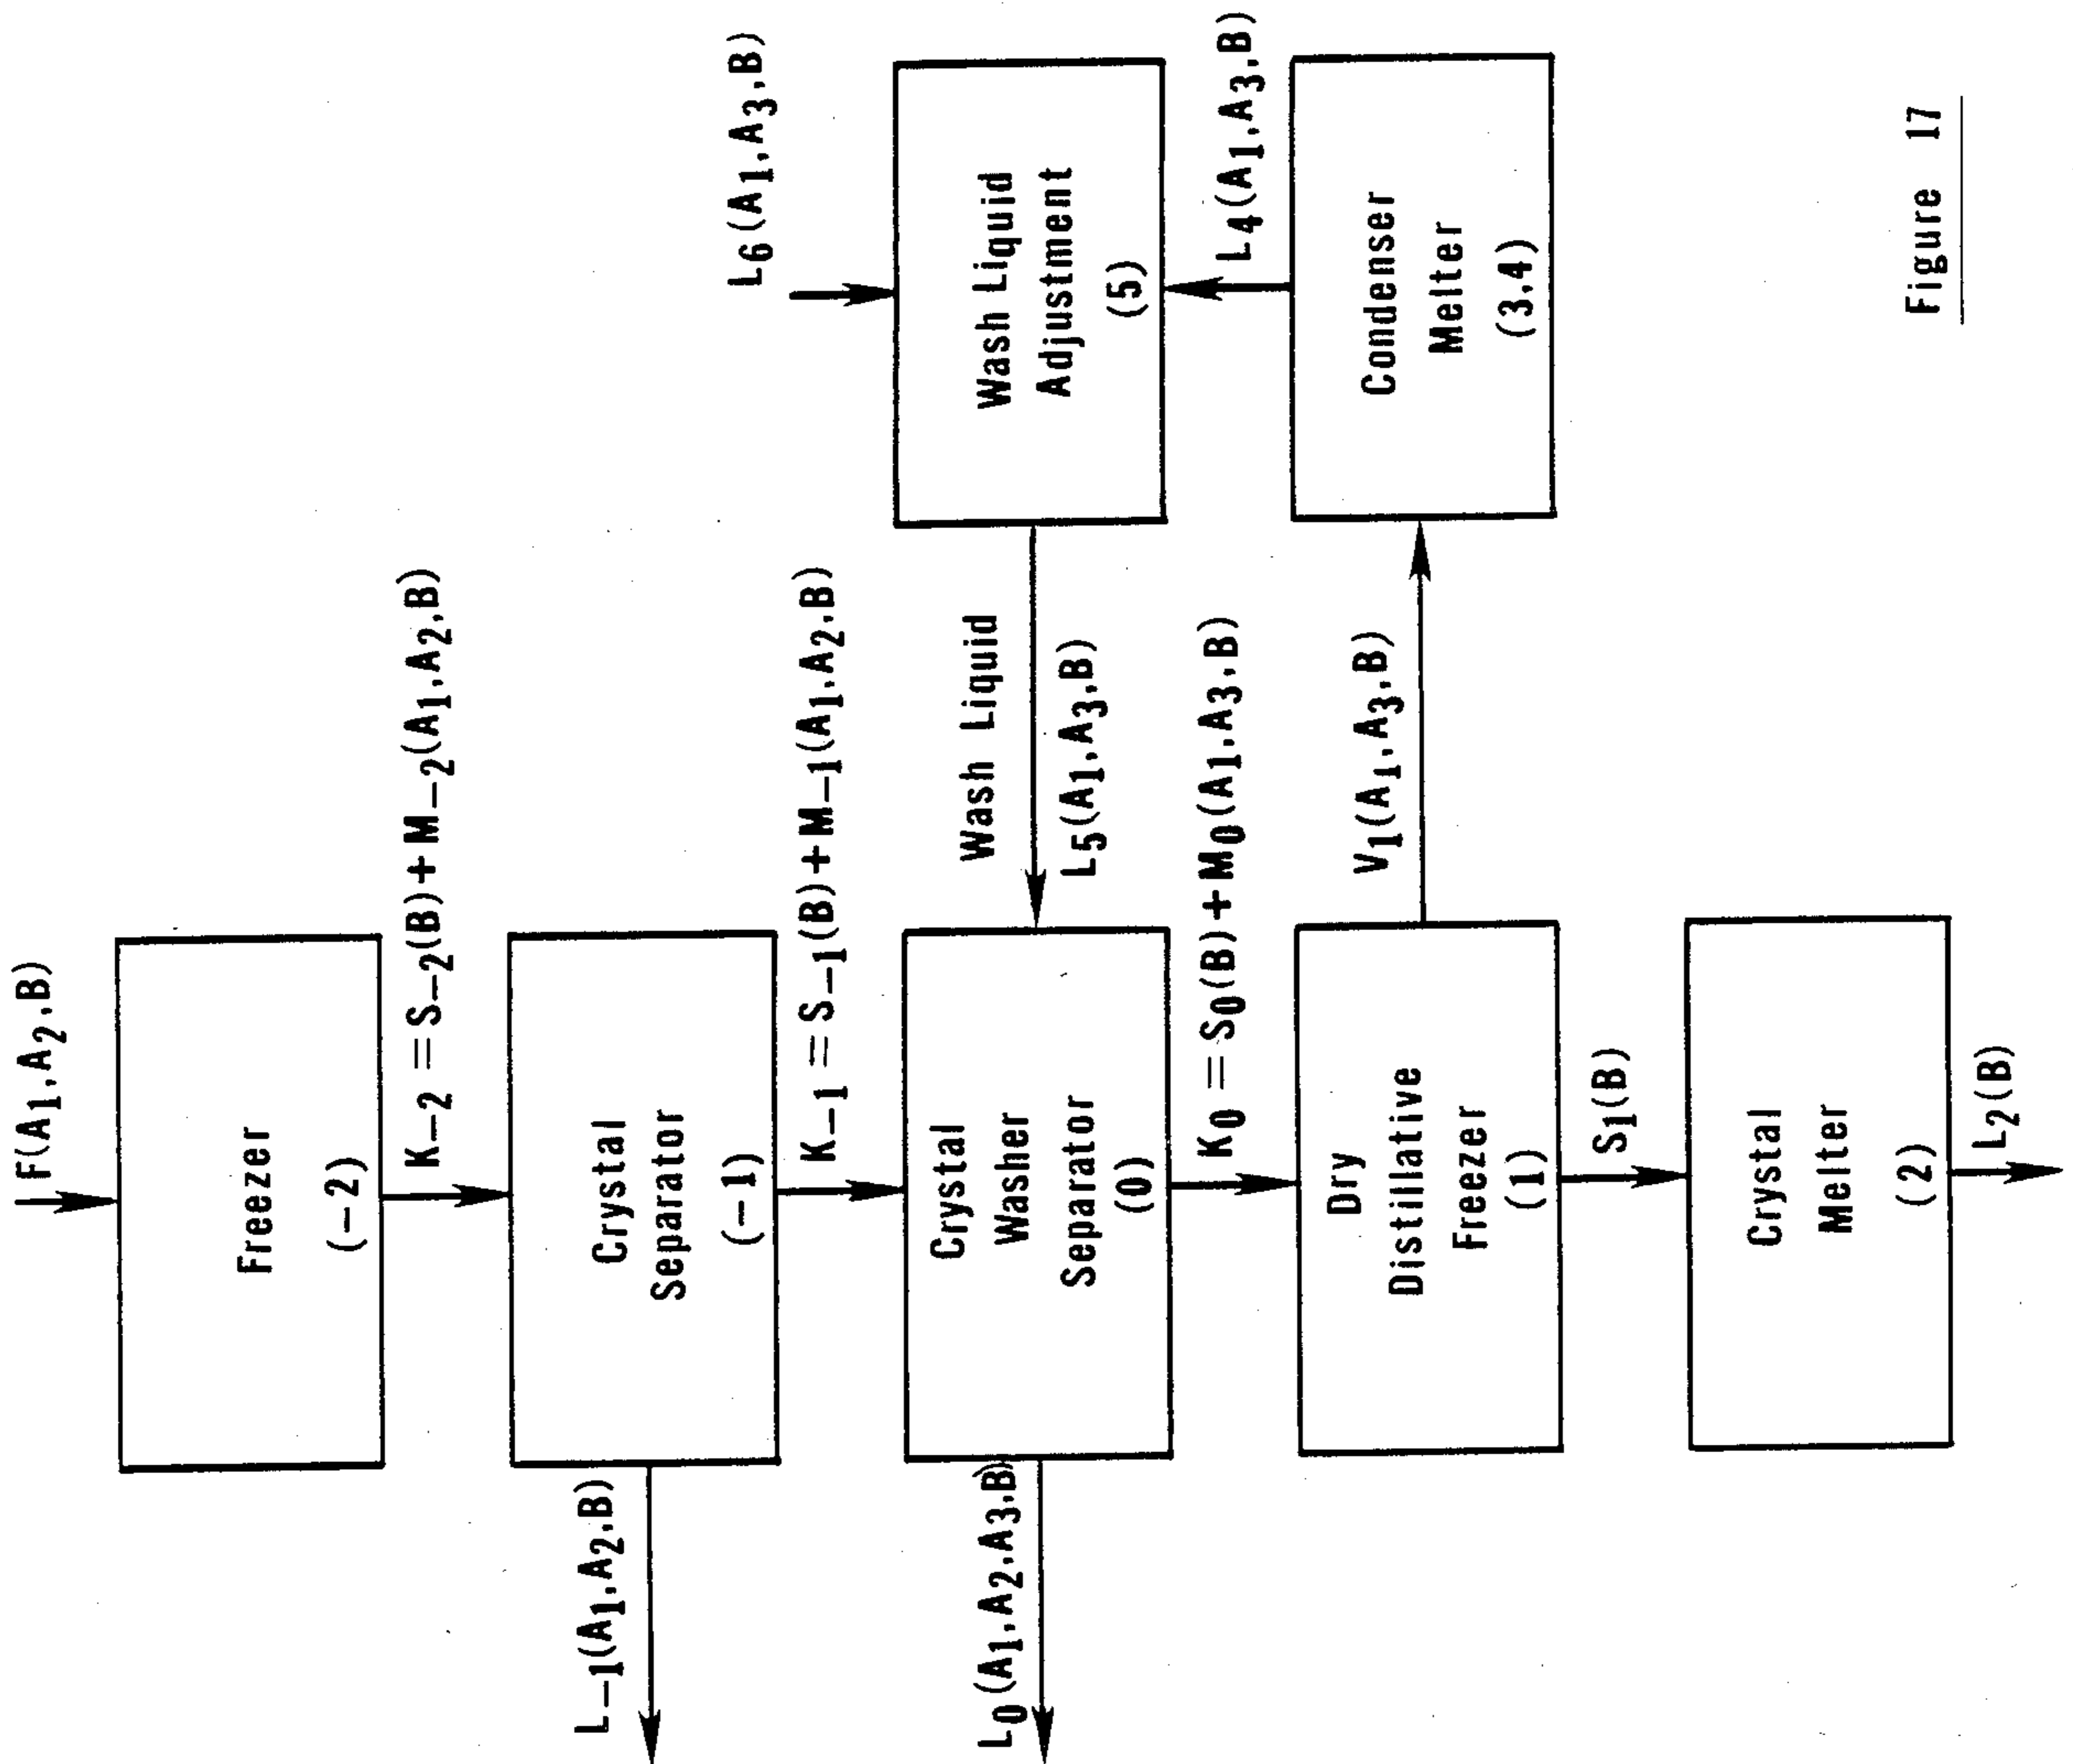 F(A1,A2,B)
Freezer
(-2)
K-2 = S-2(B)+M-2(A1,A2,B)
Crystal
Separator
(-1)
L-1(A1,A2,B)
K-1 = S-1(B)+M-1(A1,A2,B)
Crystal
Washer
Separator
(0)
L0(A1,A2,A3,B)
Wash Liquid
L5(A1,A3,B)
L6(A1,A3,B)
Wash Liquid
Adjustment
(5)
K0 = S0(B)+M0(A1,A3,B)
L4(A1,A3,B)
Dry
Distillative
Freezer
(1)
V1(A1,A3,B)
Condenser
Melter
(3,4)
S1(B)
Crystal
Melter
(2)
L2(B)
Figure 17